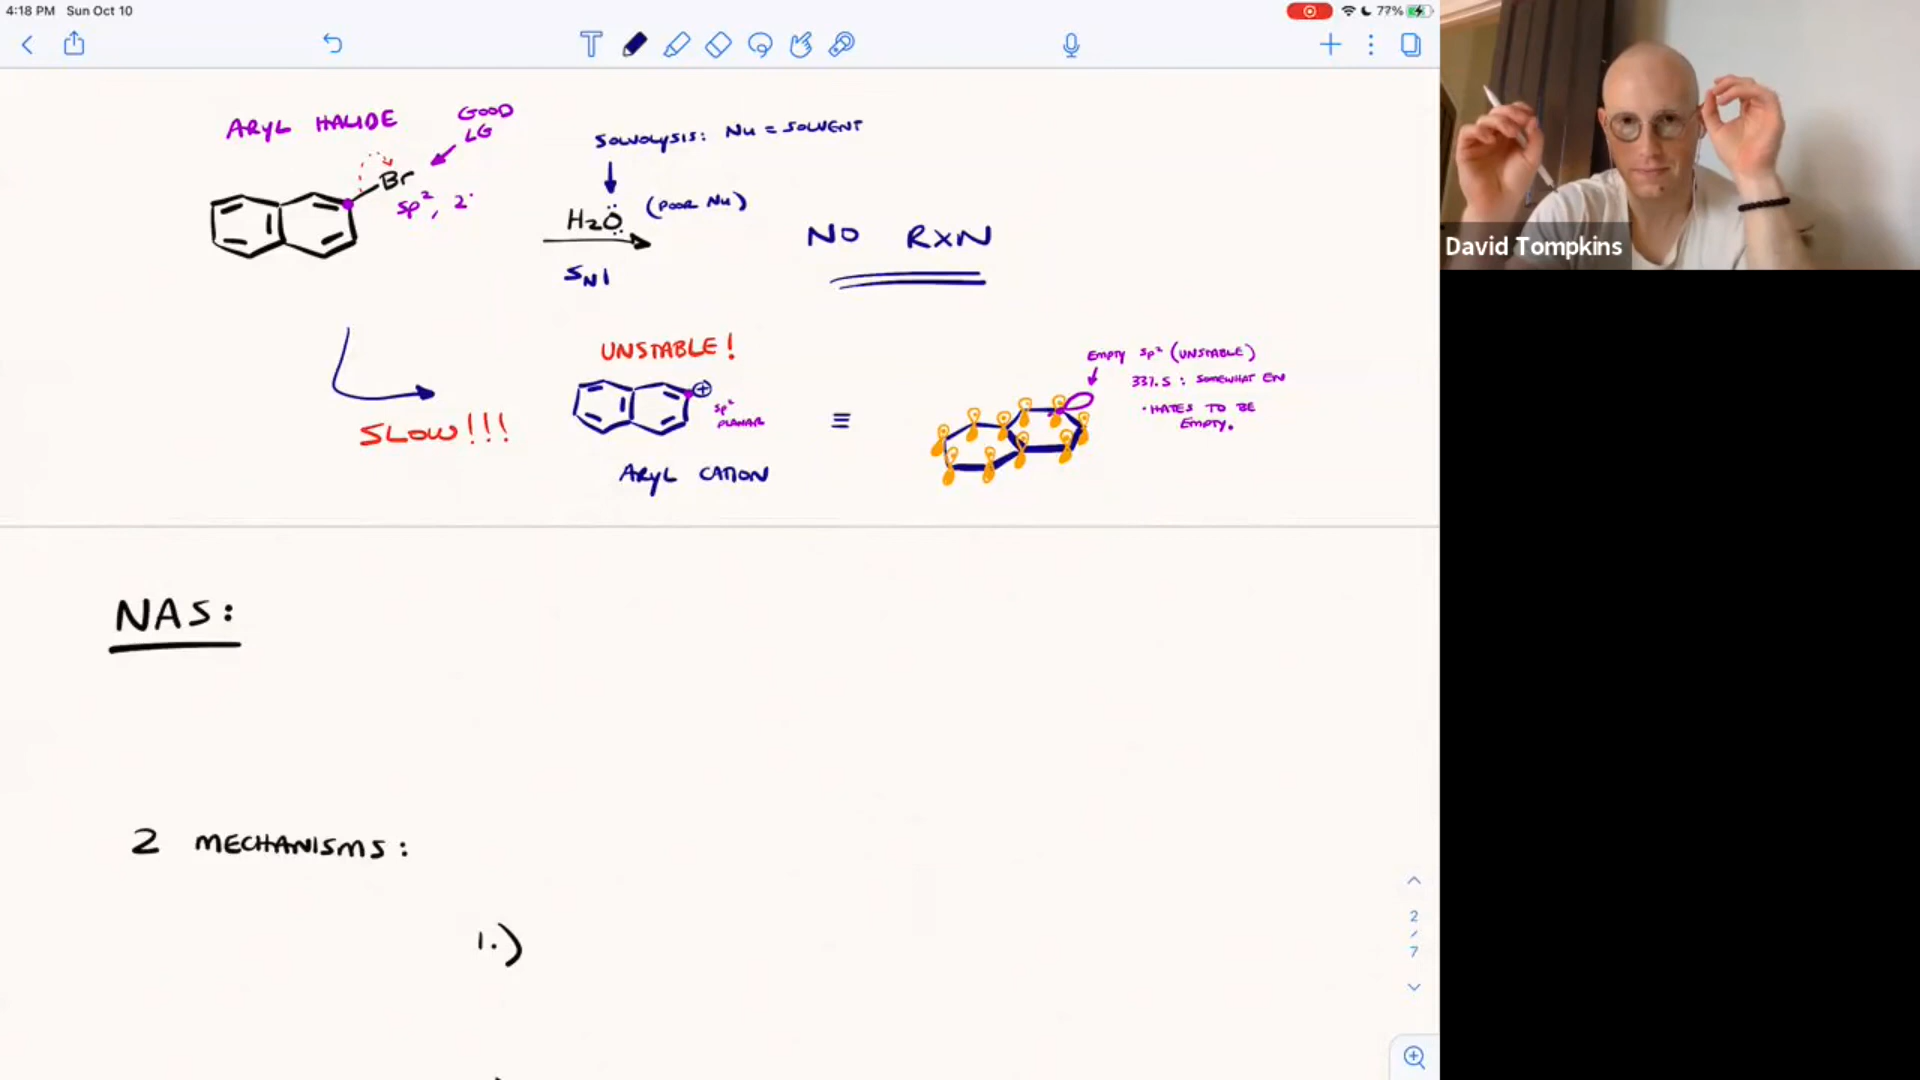 4:18 PM Sun Oct 10
77%
ARYL HALIDE
GOOD
LG
Br
sp², 2°
SOLVOLYSIS: Nu = SOLVENT
H₂O
(POOR Nu)
SN1
NO RXN
SLOW!!!
UNSTABLE!
⊕
sp²
PLANAR
ARYL CATION
≡
EMPTY sp² (UNSTABLE)
33%.S : SOMEWHAT EN
• HATES TO BE
EMPTY.
NAS:
2 MECHANISMS:
1.)
2
/
7
David Tompkins